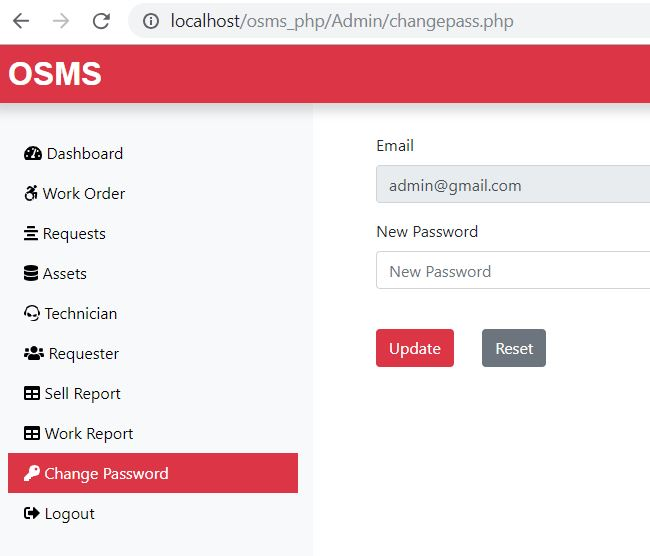 localhost/osms_php/Admin/changepass.php
OSMS
Dashboard
Work Order
Requests
Assets
Technician
Requester
Sell Report
Work Report
Change Password
Logout
Email
admin@gmail.com
New Password
New Password
Update Reset